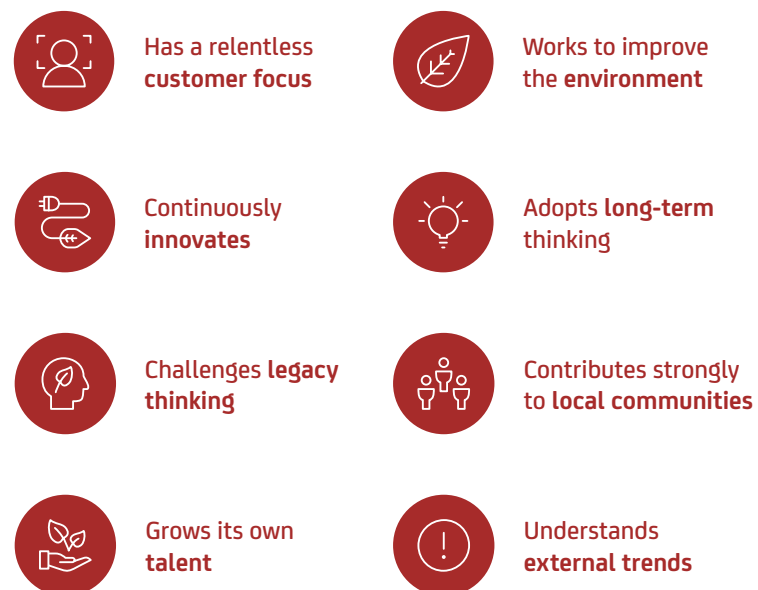 Has a relentless
customer focus
Works to improve
the environment
Continuously
innovates
Adopts long-term
thinking
Challenges legacy
thinking
Contributes strongly
to local communities
Grows its own
talent
Understands
external trends